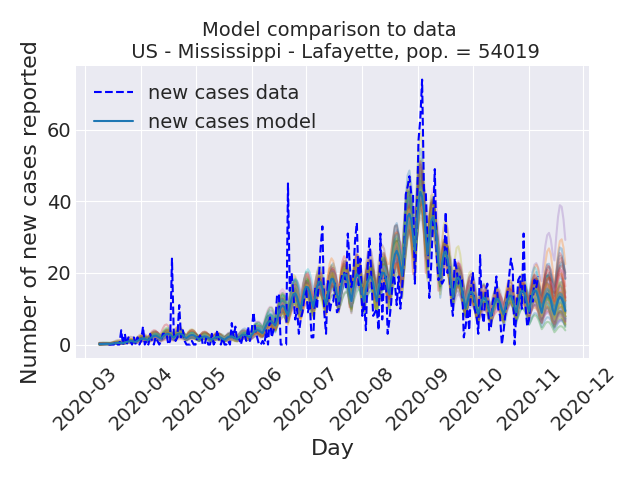 Model comparison to data
US - Mississippi - Lafayette, pop. = 54019
Number of new cases reported
60
40
20
0
new cases data
new cases model
2020-03
2020-04
2020-05
2020-06
2020-07
2020-08
2020-09
2020-10
2020-11
2020-12
Day